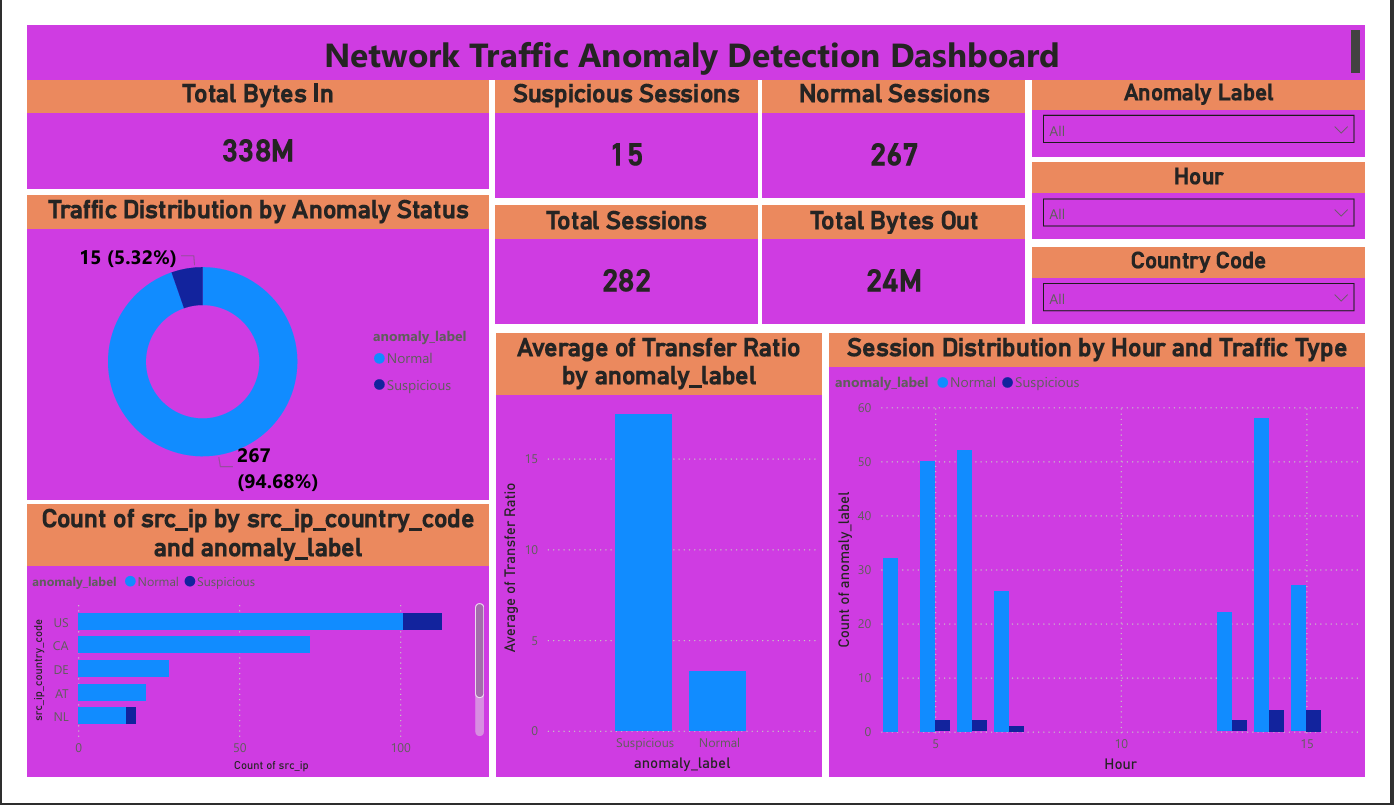 Network Traffic Anomaly Detection Dashboard
Total Bytes In
338M
Suspicious Sessions
15
Normal Sessions
267
Anomaly Label
All
Hour
All
Country Code
All
Total Sessions
282
Total Bytes Out
24M
Traffic Distribution by Anomaly Status
15 (5.32%)
267
(94.68%)
anomaly_label
Normal
Suspicious
Count of src_ip by src_ip_country_code
and anomaly_label
anomaly_label Normal Suspicious
src_ip_country_code
US
CA
DE
AT
NL
0 50 100
Count of src_ip
Average of Transfer Ratio
by anomaly_label
Average of Transfer Ratio
15
10
5
0
Suspicious Normal
anomaly_label
Session Distribution by Hour and Traffic Type
anomaly_label Normal Suspicious
Count of anomaly_label
60
50
40
30
20
10
0
5 10 15
Hour